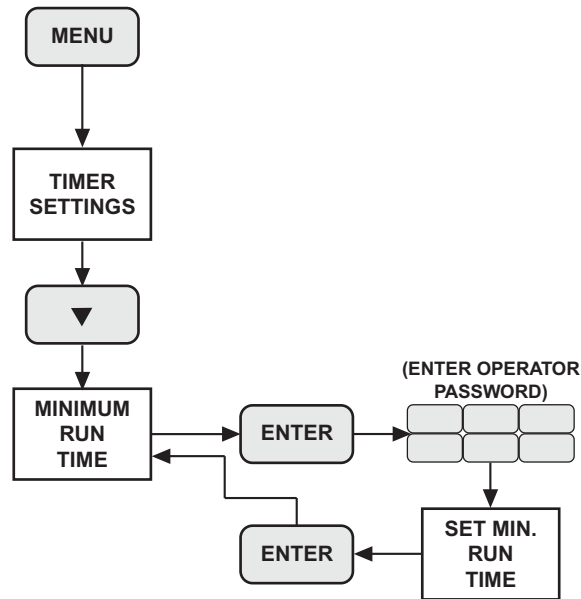 MENU
TIMER
SETTINGS
▼
MINIMUM
RUN
TIME
ENTER
(ENTER OPERATOR
PASSWORD)
SET MIN.
RUN
TIME
ENTER